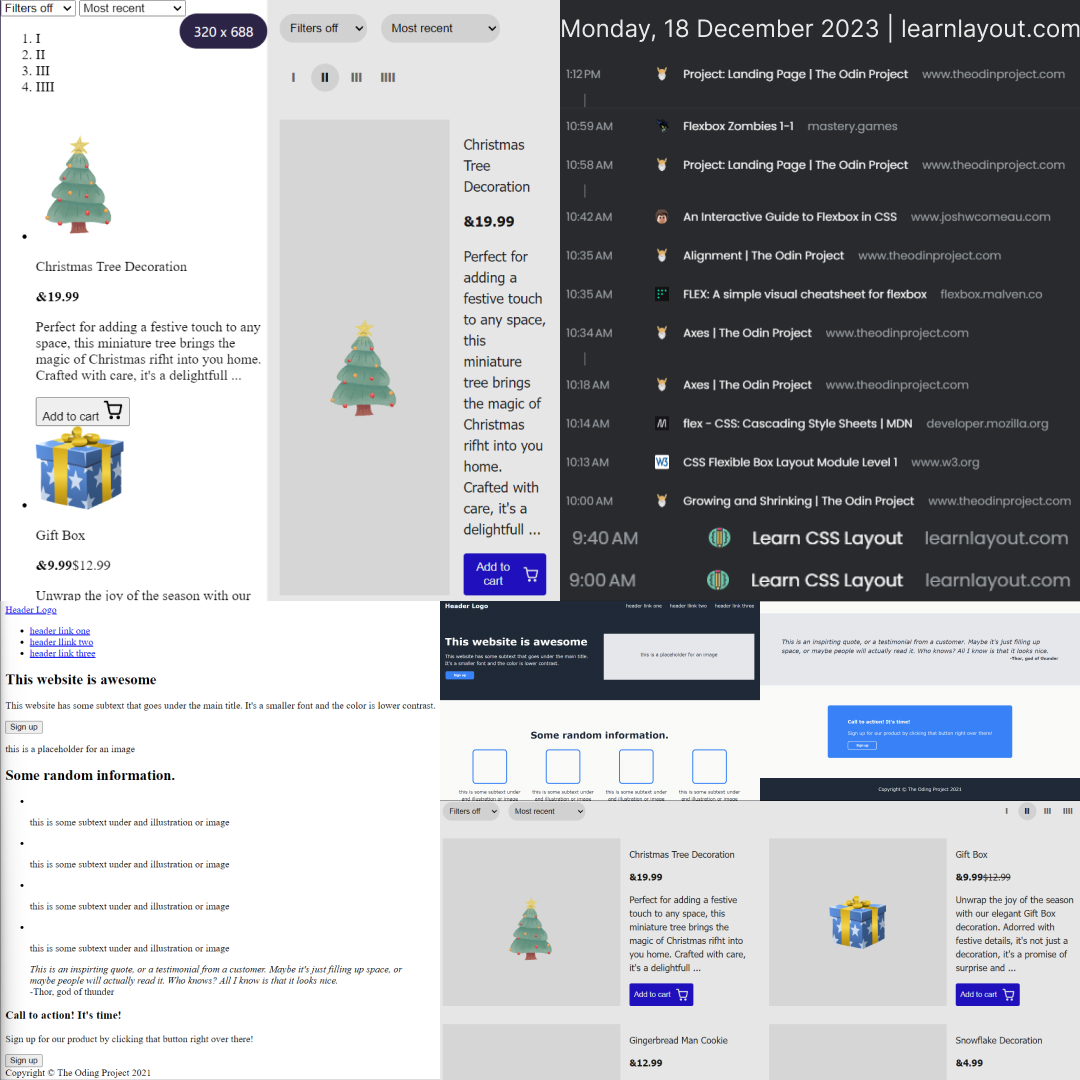 Filters off
Most recent
320 x 688
1. I
2. II
3. III
4. IIII
Christmas Tree Decoration
&19.99
Perfect for adding a festive touch to any
space, this miniature tree brings the
magic of Christmas rifht into you home.
Crafted with care, it's a delightfull ...
Add to cart
Gift Box
&9.99$12.99
Unwrap the joy of the season with our
Filters off
Most recent
I
II
III
IIII
Christmas
Tree
Decoration
&19.99
Perfect for
adding a
festive touch
to any space,
this
miniature
tree brings
the magic of
Christmas
rifht into you
home.
Crafted with
care, it's a
delightfull ...
Add to
cart
Monday, 18 December 2023 | learnlayout.com
1:12 PM Project: Landing Page | The Odin Project www.theodinproject.com
10:59 AM Flexbox Zombies 1-1 mastery.games
10:58 AM Project: Landing Page | The Odin Project www.theodinproject.com
10:42 AM An Interactive Guide to Flexbox in CSS www.joshwcomeau.com
10:35 AM Alignment | The Odin Project www.theodinproject.com
10:35 AM FLEX: A simple visual cheatsheet for flexbox flexbox.malven.co
10:34 AM Axes | The Odin Project www.theodinproject.com
10:18 AM Axes | The Odin Project www.theodinproject.com
10:14 AM flex - CSS: Cascading Style Sheets | MDN developer.mozilla.org
10:13 AM W3 CSS Flexible Box Layout Module Level 1 www.w3.org
10:00 AM Growing and Shrinking | The Odin Project www.theodinproject.com
9:40 AM Learn CSS Layout learnlayout.com
9:00 AM Learn CSS Layout learnlayout.com
Header Logo
header link one
header llink two
header link three
This website is awesome
This website has some subtext that goes under the main title. It's a smaller font and the color is lower contrast.
Sign up
this is a placeholder for an image
Some random information.
this is some subtext under and illustration or image
this is some subtext under and illustration or image
this is some subtext under and illustration or image
this is some subtext under and illustration or image
This is an inspirting quote, or a testimonial from a customer. Maybe it's just filling up space, or
maybe people will actually read it. Who knows? All I know is that it looks nice.
-Thor, god of thunder
Call to action! It's time!
Sign up for our product by clicking that button right over there!
Sign up
Copyright © The Oding Project 2021
Header Logo
header link one header llink two header link three
This website is awesome
This website has some subtext that goes under the main title.
It's a smaller font and the color is lower contrast.
Sign up
this is a placeholder for an image
Some random information.
this is some subtext under
and illustration or image
this is some subtext under
and illustration or image
this is some subtext under
and illustration or image
this is some subtext under
and illustration or image
This is an inspirting quote, or a testimonial from a customer. Maybe it's just filling up
space, or maybe people will actually read it. Who knows? All I know is that it looks nice.
-Thor, god of thunder
Call to action! It's time!
Sign up for our product by clicking that button right over there!
Sign up
Copyright © The Oding Project 2021
Filters off
Most recent
I
II
III
IIII
Christmas Tree Decoration
&19.99
Perfect for adding a festive
touch to any space, this
miniature tree brings the
magic of Christmas rifht into
you home. Crafted with care,
it's a delightfull ...
Add to cart
Gift Box
&9.99$12.99
Unwrap the joy of the season
with our elegant Gift Box
decoration. Adorned with
festive details, it's not just a
decoration, it's a promise of
surprise and ...
Add to cart
Gingerbread Man Cookie
&12.99
Snowflake Decoration
&4.99